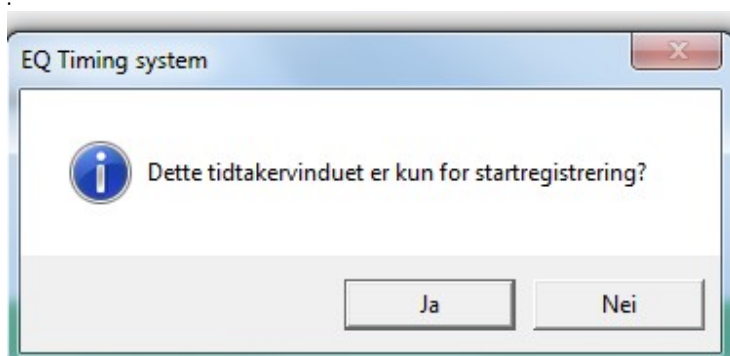 .
EQ Timing system
Dette tidtakervinduet er kun for startregistrering?
Ja
Nei